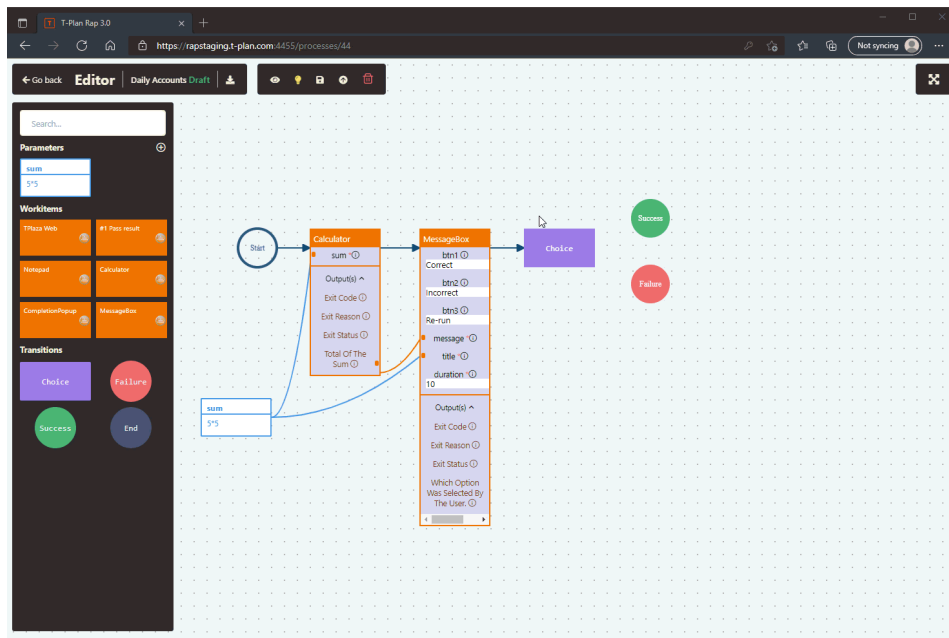 T-Plan Rap 3.0
https://rapstaging.t-plan.com:4455/processes/44
Not syncing
Go back Editor Daily Accounts Draft
Search...
Parameters
sum
5*5
Workitems
TPlaza Web
#1 Pass result
Notepad
Calculator
CompletionPopup
MessageBox
Transitions
Choice
Failure
Success
End
Start
Calculator
sum *
Output(s)
Exit Code
Exit Reason
Exit Status
Total Of The
Sum
sum
5*5
MessageBox
btn1
Correct
btn2
Incorrect
btn3
Re-run
message *
title *
duration *
10
Output(s)
Exit Code
Exit Reason
Exit Status
Which Option
Was Selected By
The User.
Choice
Success
Failure